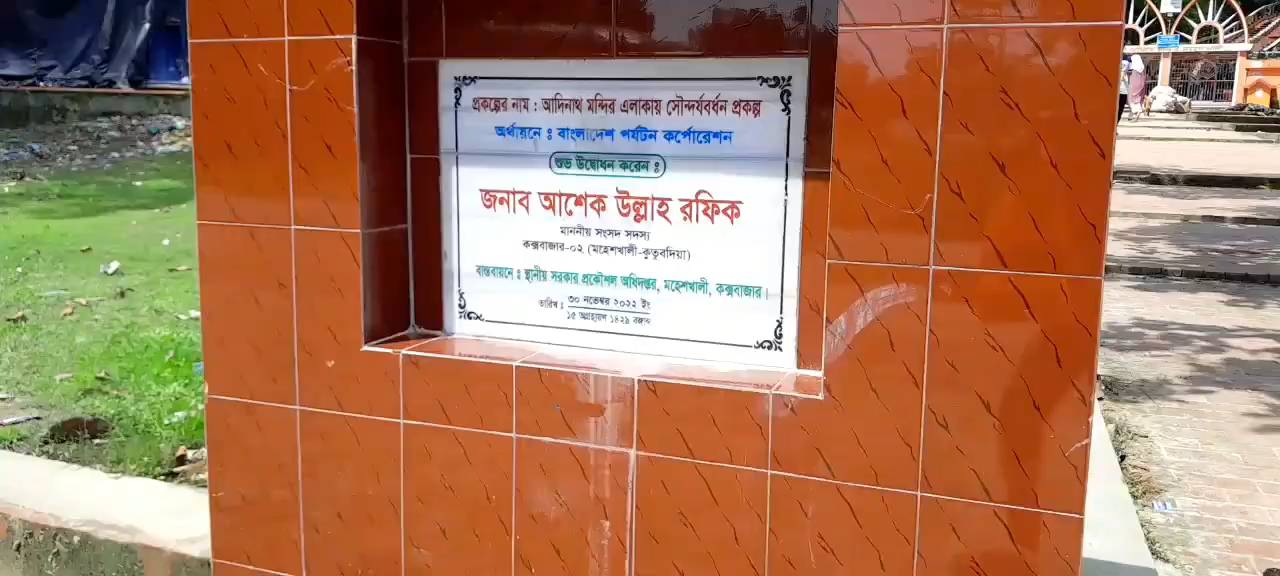 প্রকল্পের নাম : আদিনাথ মন্দির এলাকায় সৌন্দর্যবর্ধন প্রকল্প
অর্থায়নে ঃ বাংলাদেশ পর্যটন কর্পোরেশন
শুভ উদ্বোধন করেন ঃ
জনাব আশেক উল্লাহ রফিক
মাননীয় সংসদ সদস্য
কক্সবাজার-০২ (মহেশখালী-কুতুবদিয়া)
বাস্তবায়নে ঃ স্থানীয় সরকার প্রকৌশল অধিদপ্তর, মহেশখালী, কক্সবাজার।
তারিখ ঃ ৩০ নভেম্বর ২০২২ ইং
১৫ অগ্রহায়ণ ১৪২৯ বঙ্গাব্দ